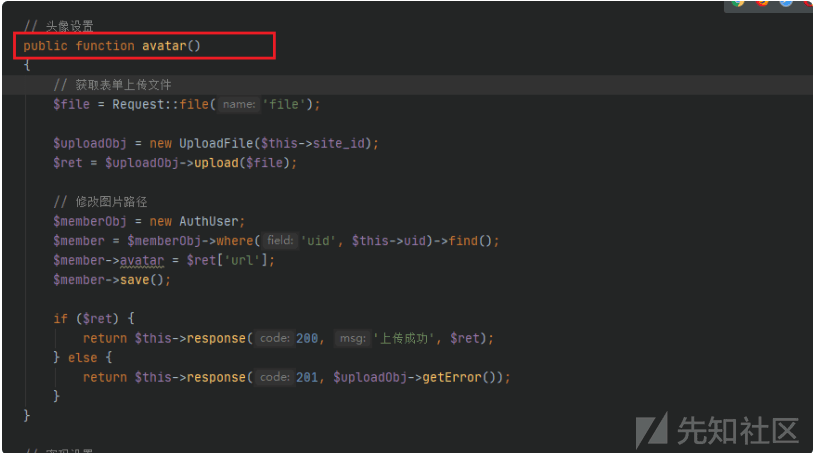 // 头像设置
public function avatar()
{
// 获取表单上传文件
$file = Request::file( name: 'file');
$uploadObj = new UploadFile($this->site_id);
$ret = $uploadObj->upload($file);
// 修改图片路径
$memberObj = new AuthUser;
$member = $memberObj->where( field: 'uid', $this->uid)->find();
$member->avatar = $ret['url'];
$member->save();
if ($ret) {
return $this->response( code: 200, msg: '上传成功', $ret);
} else {
return $this->response( code: 201, $uploadObj->getError());
}
}
先知社区